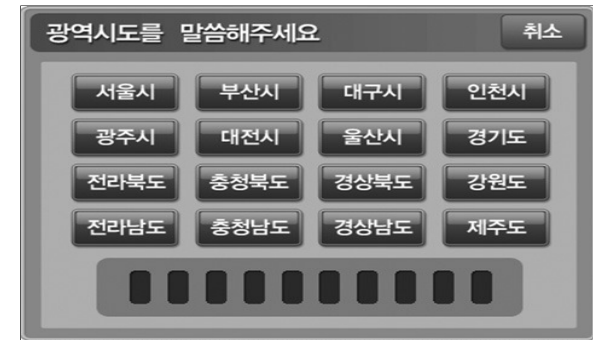 광역시도를 말씀해주세요 취소
서울시 부산시 대구시 인천시
광주시 대전시 울산시 경기도
전라북도 충청북도 경상북도 강원도
전라남도 충청남도 경상남도 제주도